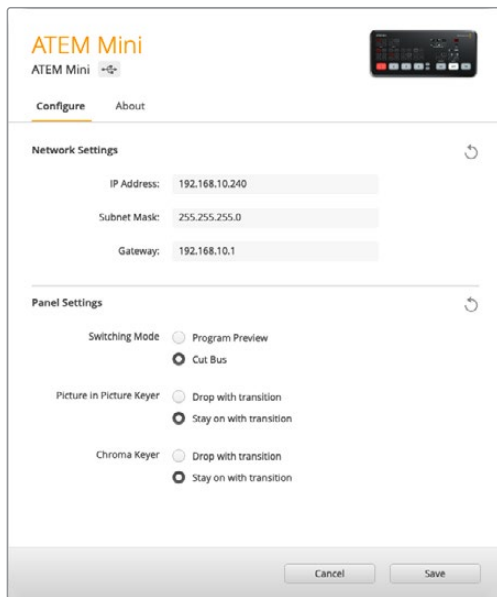 ATEM Mini
ATEM Mini
Configure About
Network Settings
IP Address: 192.168.10.240
Subnet Mask: 255.255.255.0
Gateway: 192.168.10.1
Panel Settings
Switching Mode Program Preview
Cut Bus
Picture in Picture Keyer Drop with transition
Stay on with transition
Chroma Keyer Drop with transition
Stay on with transition
Cancel Save